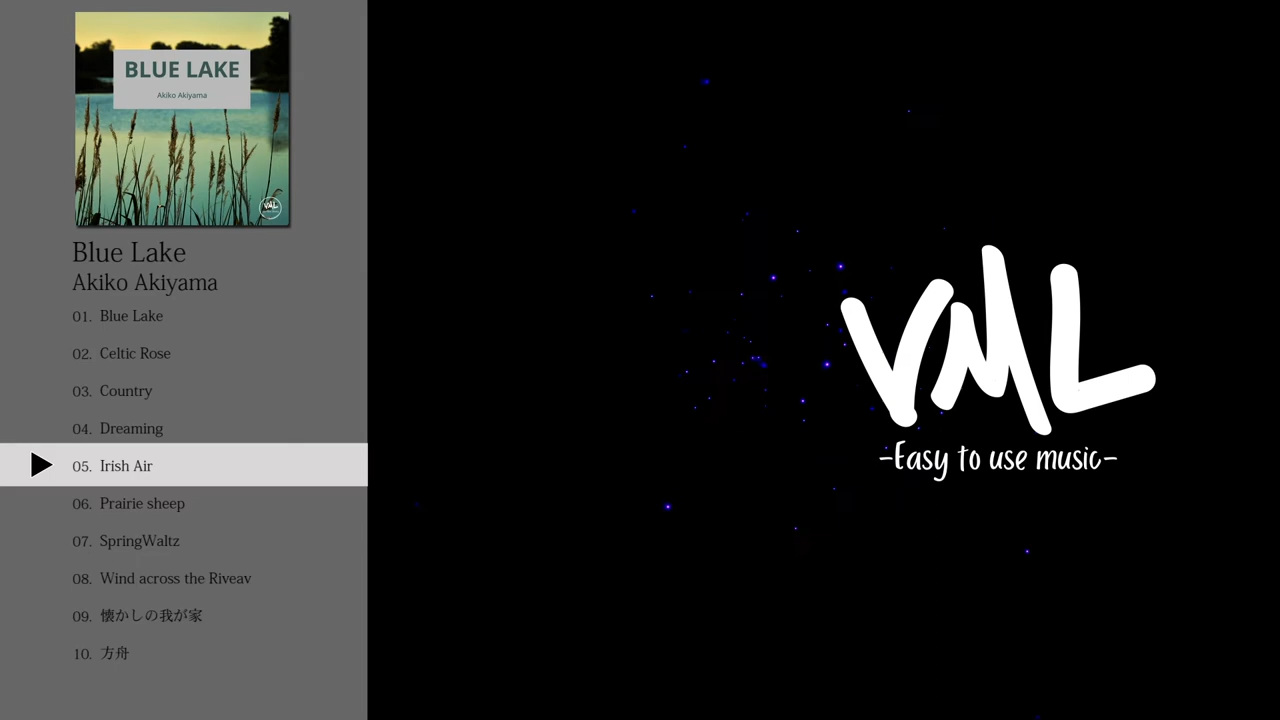 BLUE LAKE
Akiko Akiyama
VML
Blue Lake
Akiko Akiyama
01. Blue Lake
02. Celtic Rose
03. Country
04. Dreaming
05. Irish Air
06. Prairie sheep
07. SpringWaltz
08. Wind across the Riveav
09. 懐かしの我が家
10. 方舟
VML
-Easy to use music-